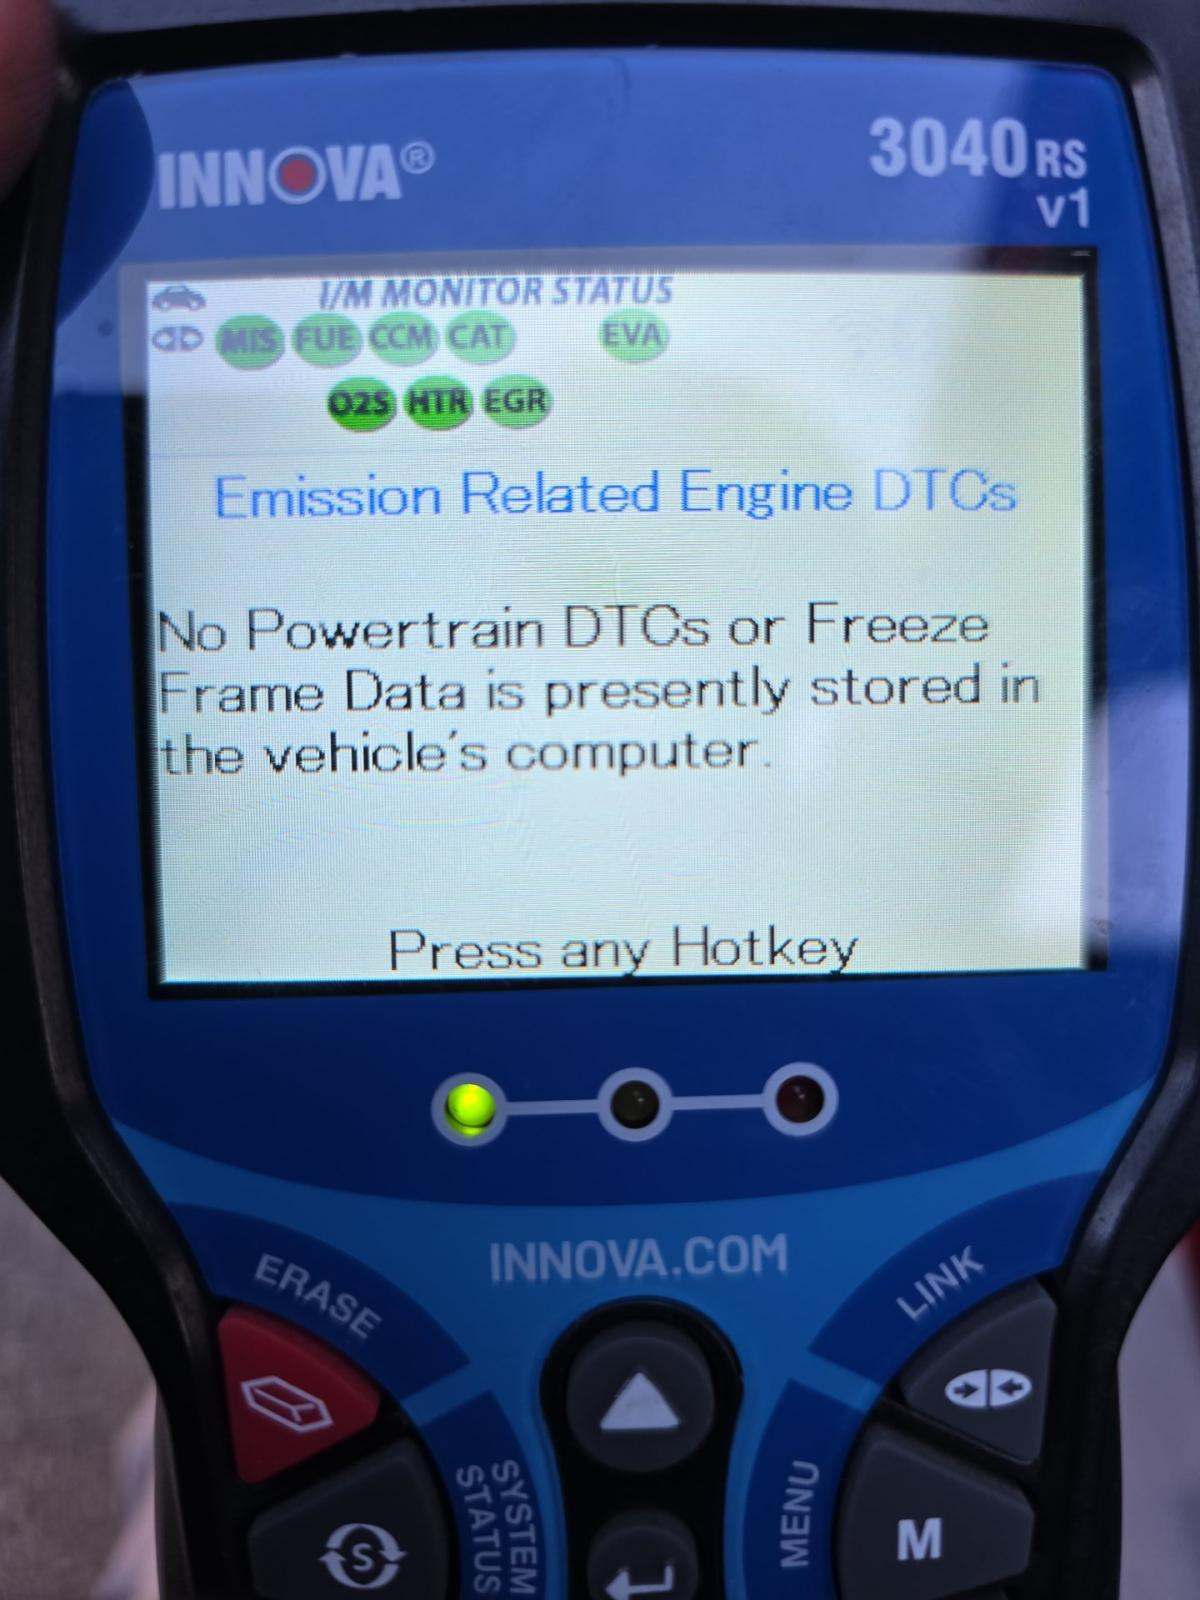 INNOVA®
3040RS
v1
I/M MONITOR STATUS
MIS FUE CCM CAT EVA
O2S HTR EGR
Emission Related Engine DTCs
No Powertrain DTCs or Freeze
Frame Data is presently stored in
the vehicle's computer.
Press any Hotkey
INNOVA.COM
ERASE
LINK
SYSTEM
STATUS
MENU
S
M